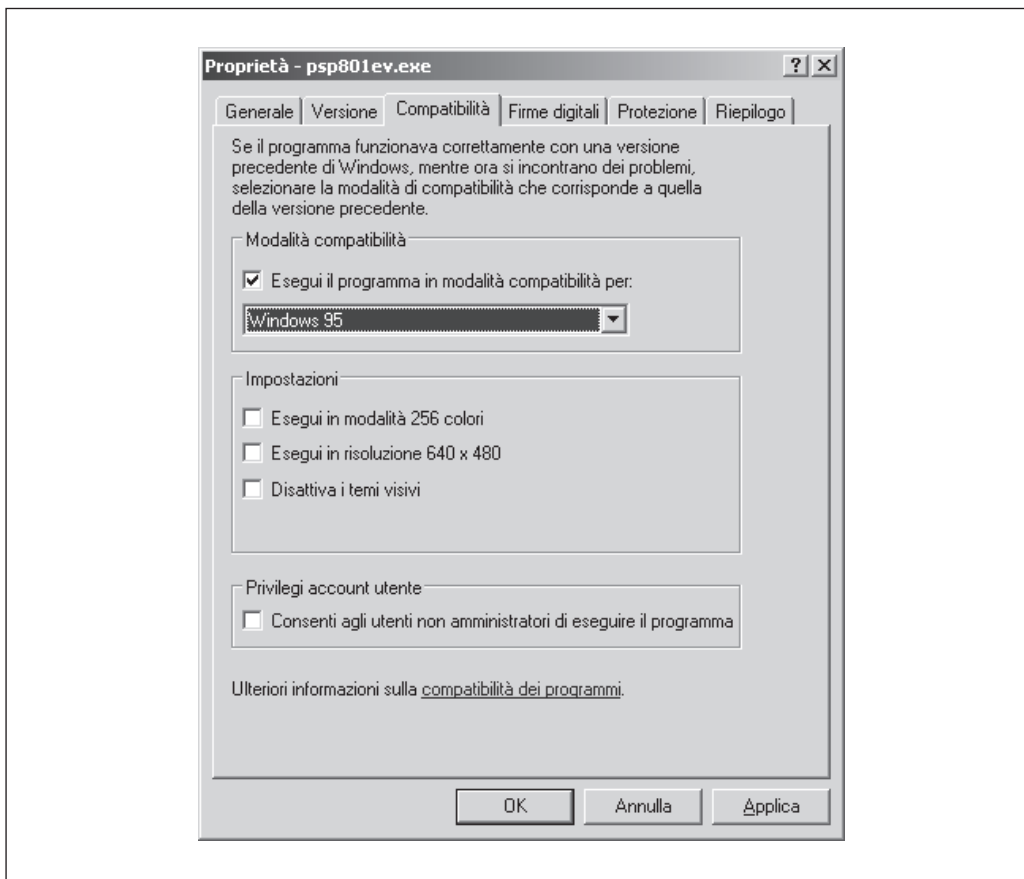 Proprietà - psp801ev.exe
Generale Versione Compatibilità Firme digitali Protezione Riepilogo
Se il programma funzionava correttamente con una versione
precedente di Windows, mentre ora si incontrano dei problemi,
selezionare la modalità di compatibilità che corrisponde a quella
della versione precedente.
Modalità compatibilità
Esegui il programma in modalità compatibilità per:
Windows 95
Impostazioni
Esegui in modalità 256 colori
Esegui in risoluzione 640 x 480
Disattiva i temi visivi
Privilegi account utente
Consenti agli utenti non amministratori di eseguire il programma
Ulteriori informazioni sulla compatibilità dei programmi.
OK Annulla Applica